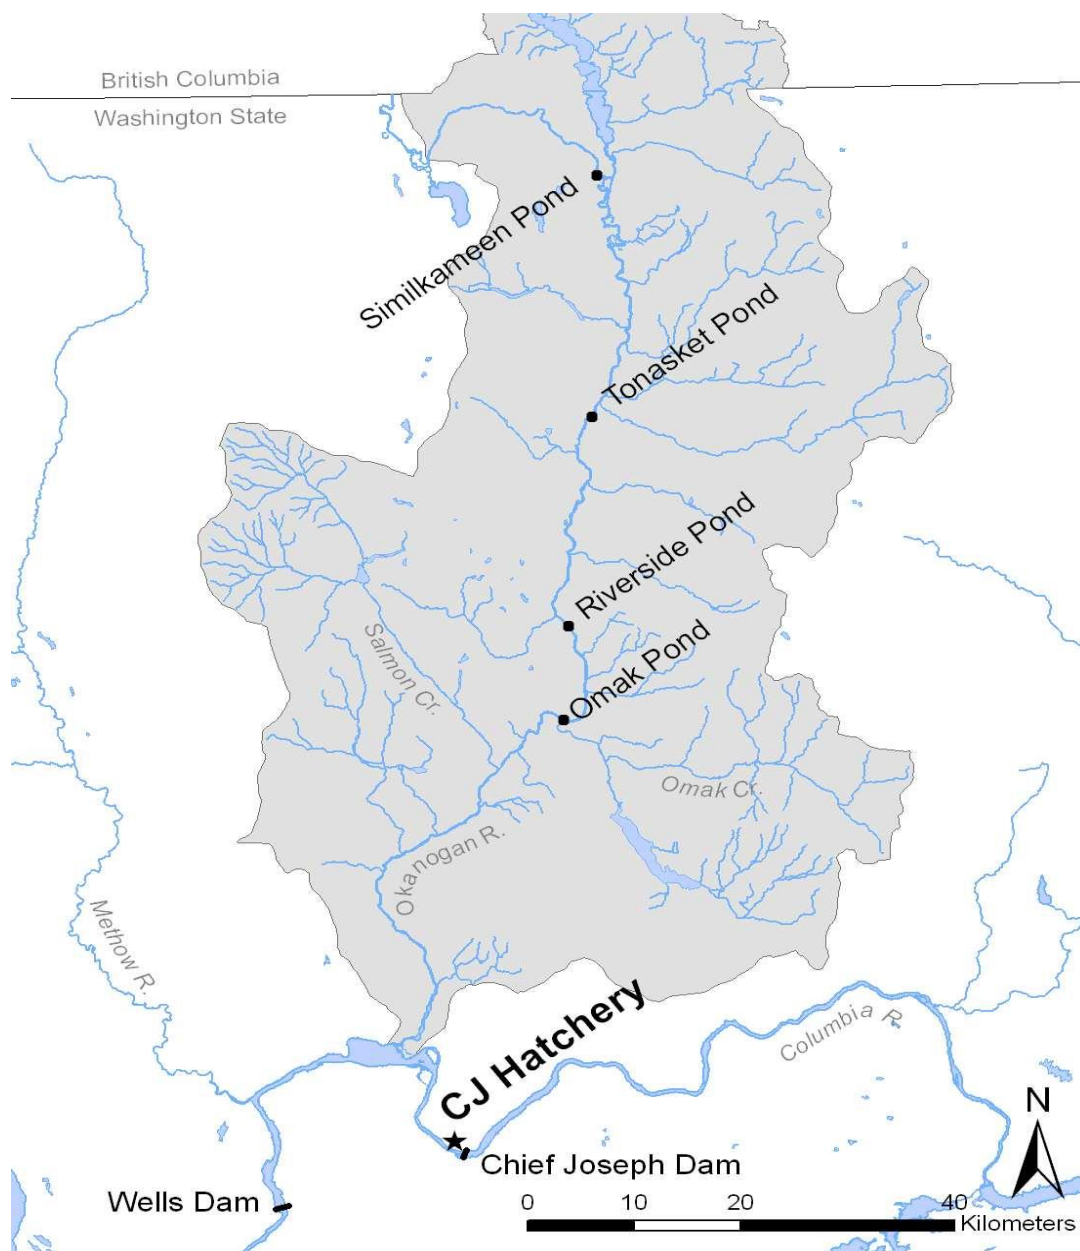 British Columbia
Washington State
Similkameen Pond
Tonasket Pond
Riverside Pond
Omak Pond
Salmon Cr.
Omak Cr.
Okanogan R.
Methow R.
CJ Hatchery
Columbia R.
N
Chief Joseph Dam
Wells Dam
0 10 20 40
Kilometers